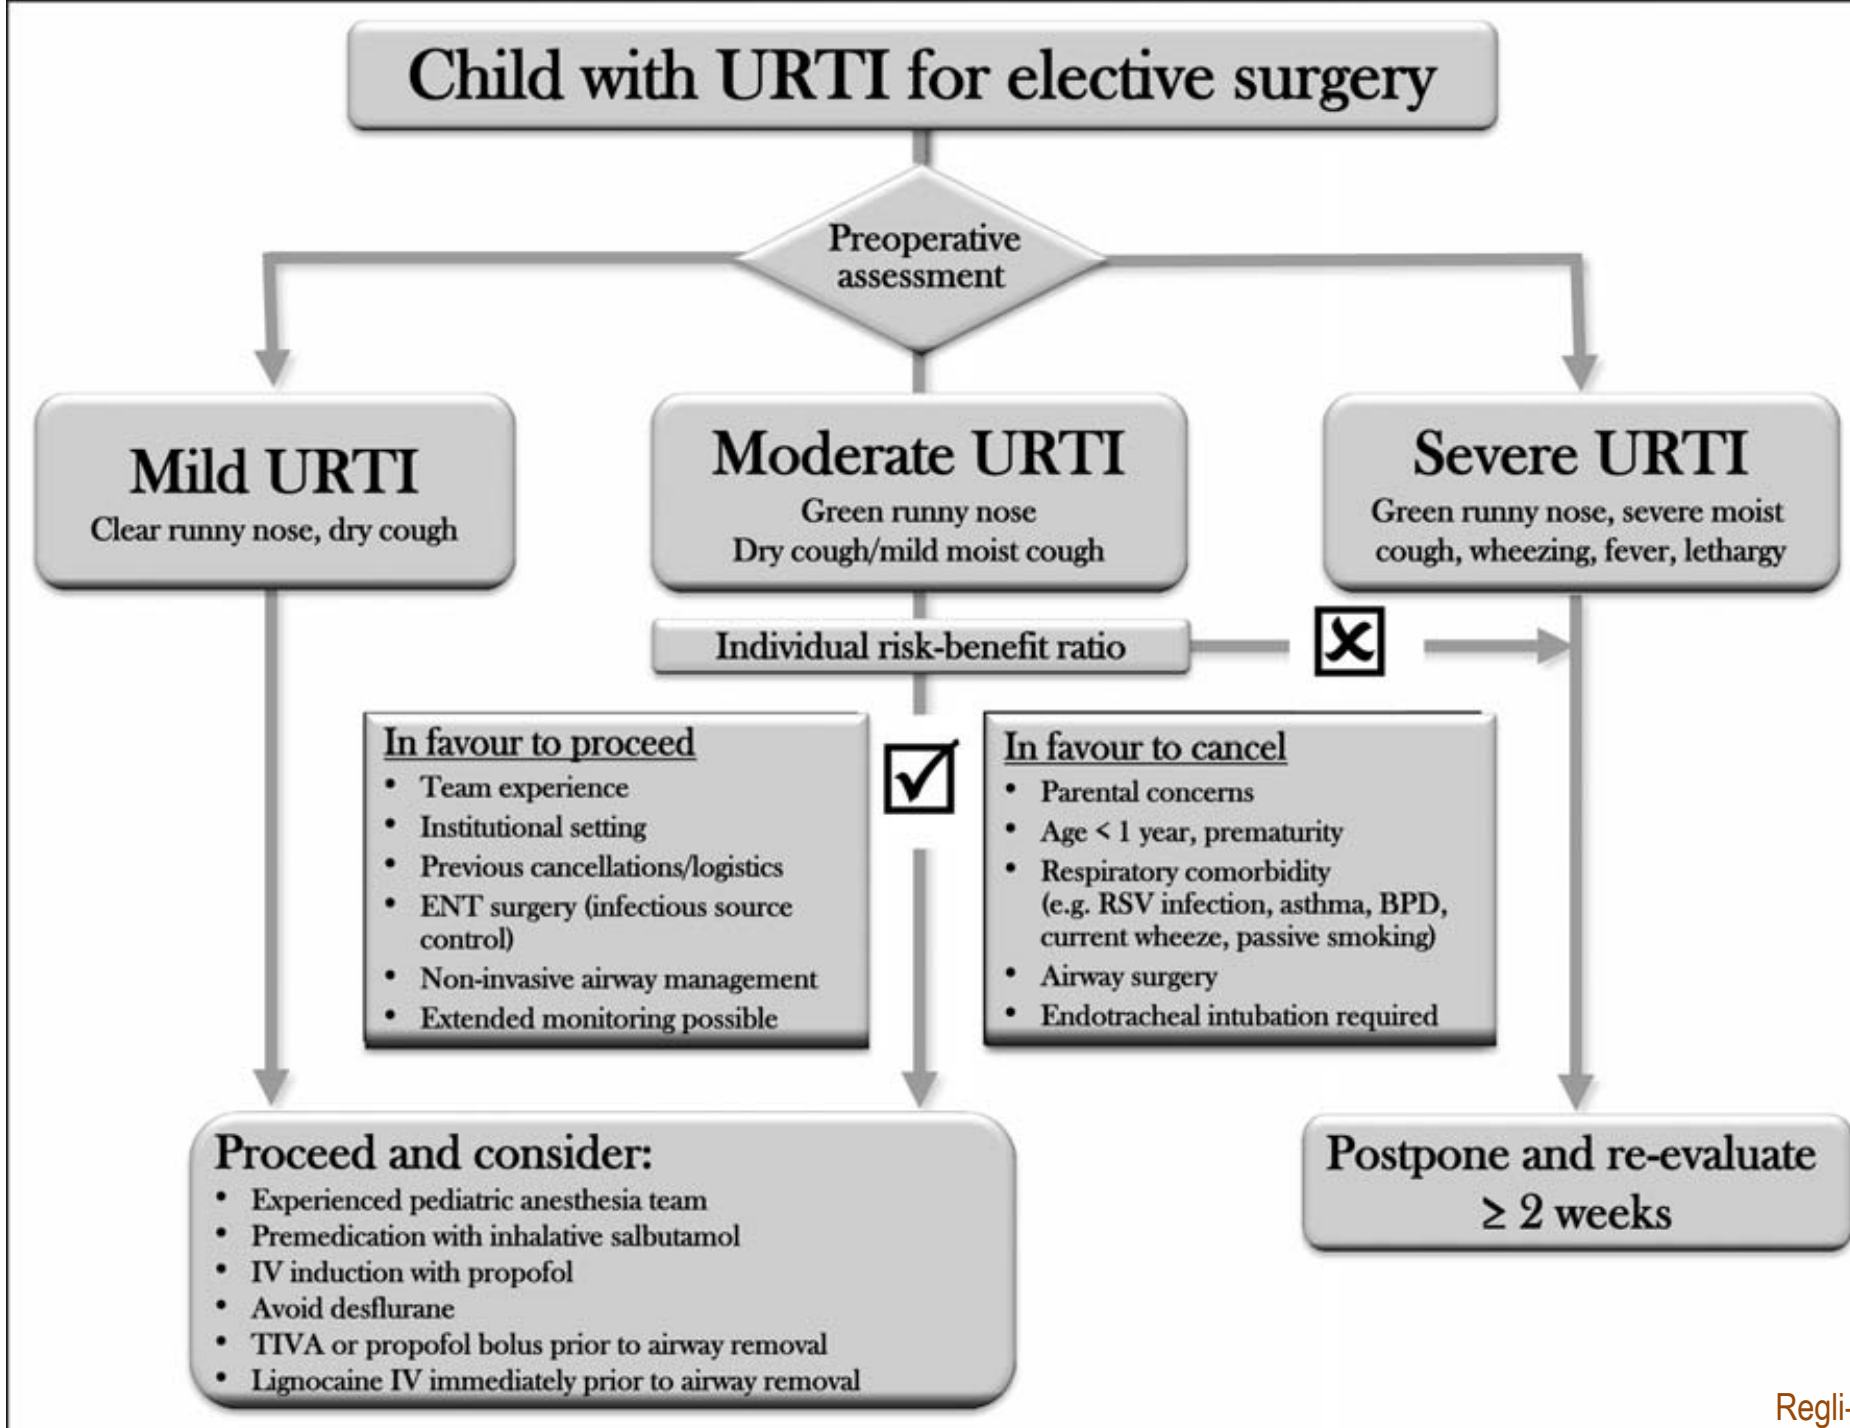 Child with URTI for elective surgery
Preoperative
assessment
Mild URTI
Clear runny nose, dry cough
Moderate URTI
Green runny nose
Dry cough/mild moist cough
Severe URTI
Green runny nose, severe moist
cough, wheezing, fever, lethargy
Individual risk-benefit ratio
In favour to proceed
• Team experience
• Institutional setting
• Previous cancellations/logistics
• ENT surgery (infectious source
control)
• Non-invasive airway management
• Extended monitoring possible
In favour to cancel
• Parental concerns
• Age < 1 year, prematurity
• Respiratory comorbidity
(e.g. RSV infection, asthma, BPD,
current wheeze, passive smoking)
• Airway surgery
• Endotracheal intubation required
Proceed and consider:
• Experienced pediatric anesthesia team
• Premedication with inhalative salbutamol
• IV induction with propofol
• Avoid desflurane
• TIVA or propofol bolus prior to airway removal
• Lignocaine IV immediately prior to airway removal
Postpone and re-evaluate
≥ 2 weeks
Regli-